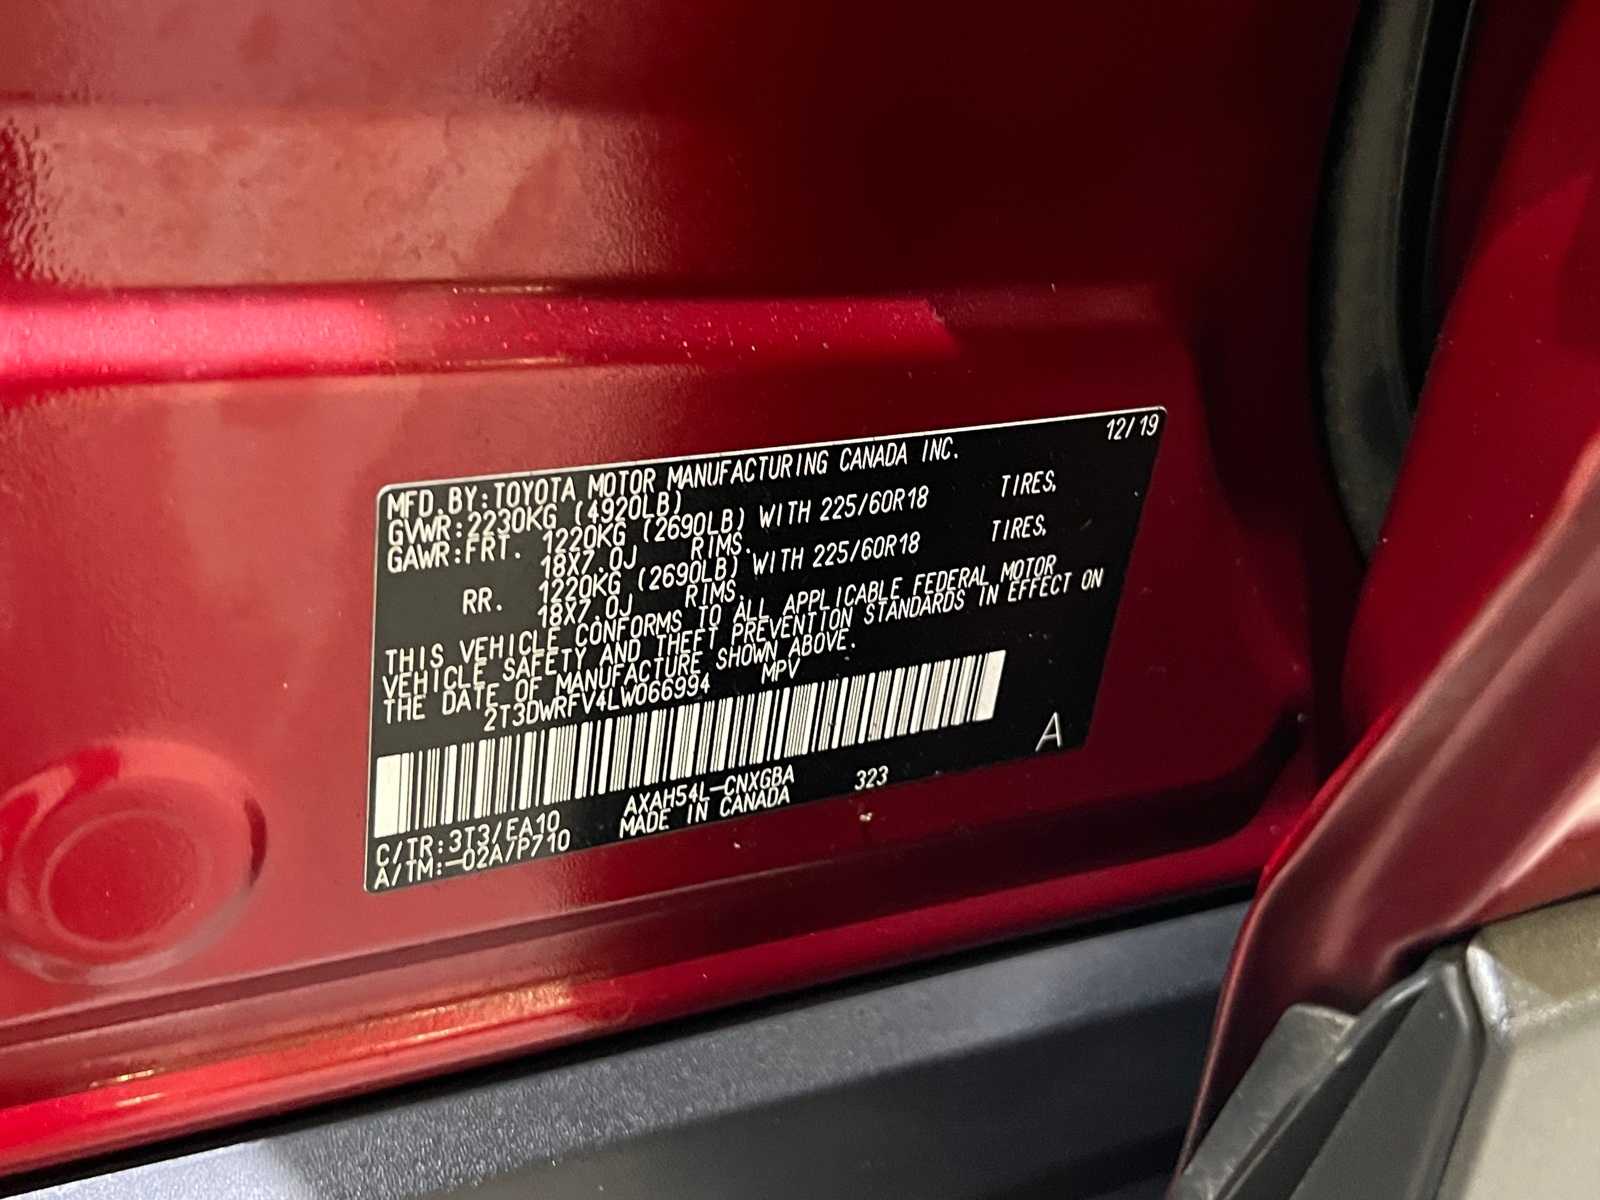 12/19
MFD.BY:TOYOTA MOTOR MANUFACTURING CANADA INC.
GVWR:2230KG (4920LB)
GAWR:FRT. 1220KG (2690LB) WITH 225/60R18 TIRES,
18X7.0J RIMS.
RR. 1220KG (2690LB) WITH 225/60R18 TIRES,
18X7.0J RIMS.
THIS VEHICLE CONFORMS TO ALL APPLICABLE FEDERAL MOTOR
VEHICLE SAFETY AND THEFT PREVENTION STANDARDS IN EFFECT ON
THE DATE OF MANUFACTURE SHOWN ABOVE.
2T3DWRFV4LW066994 MPV
A
AXAH54L-CNXGBA 323
C/TR:3T3/EA10 MADE IN CANADA
A/TM:-02A/P710